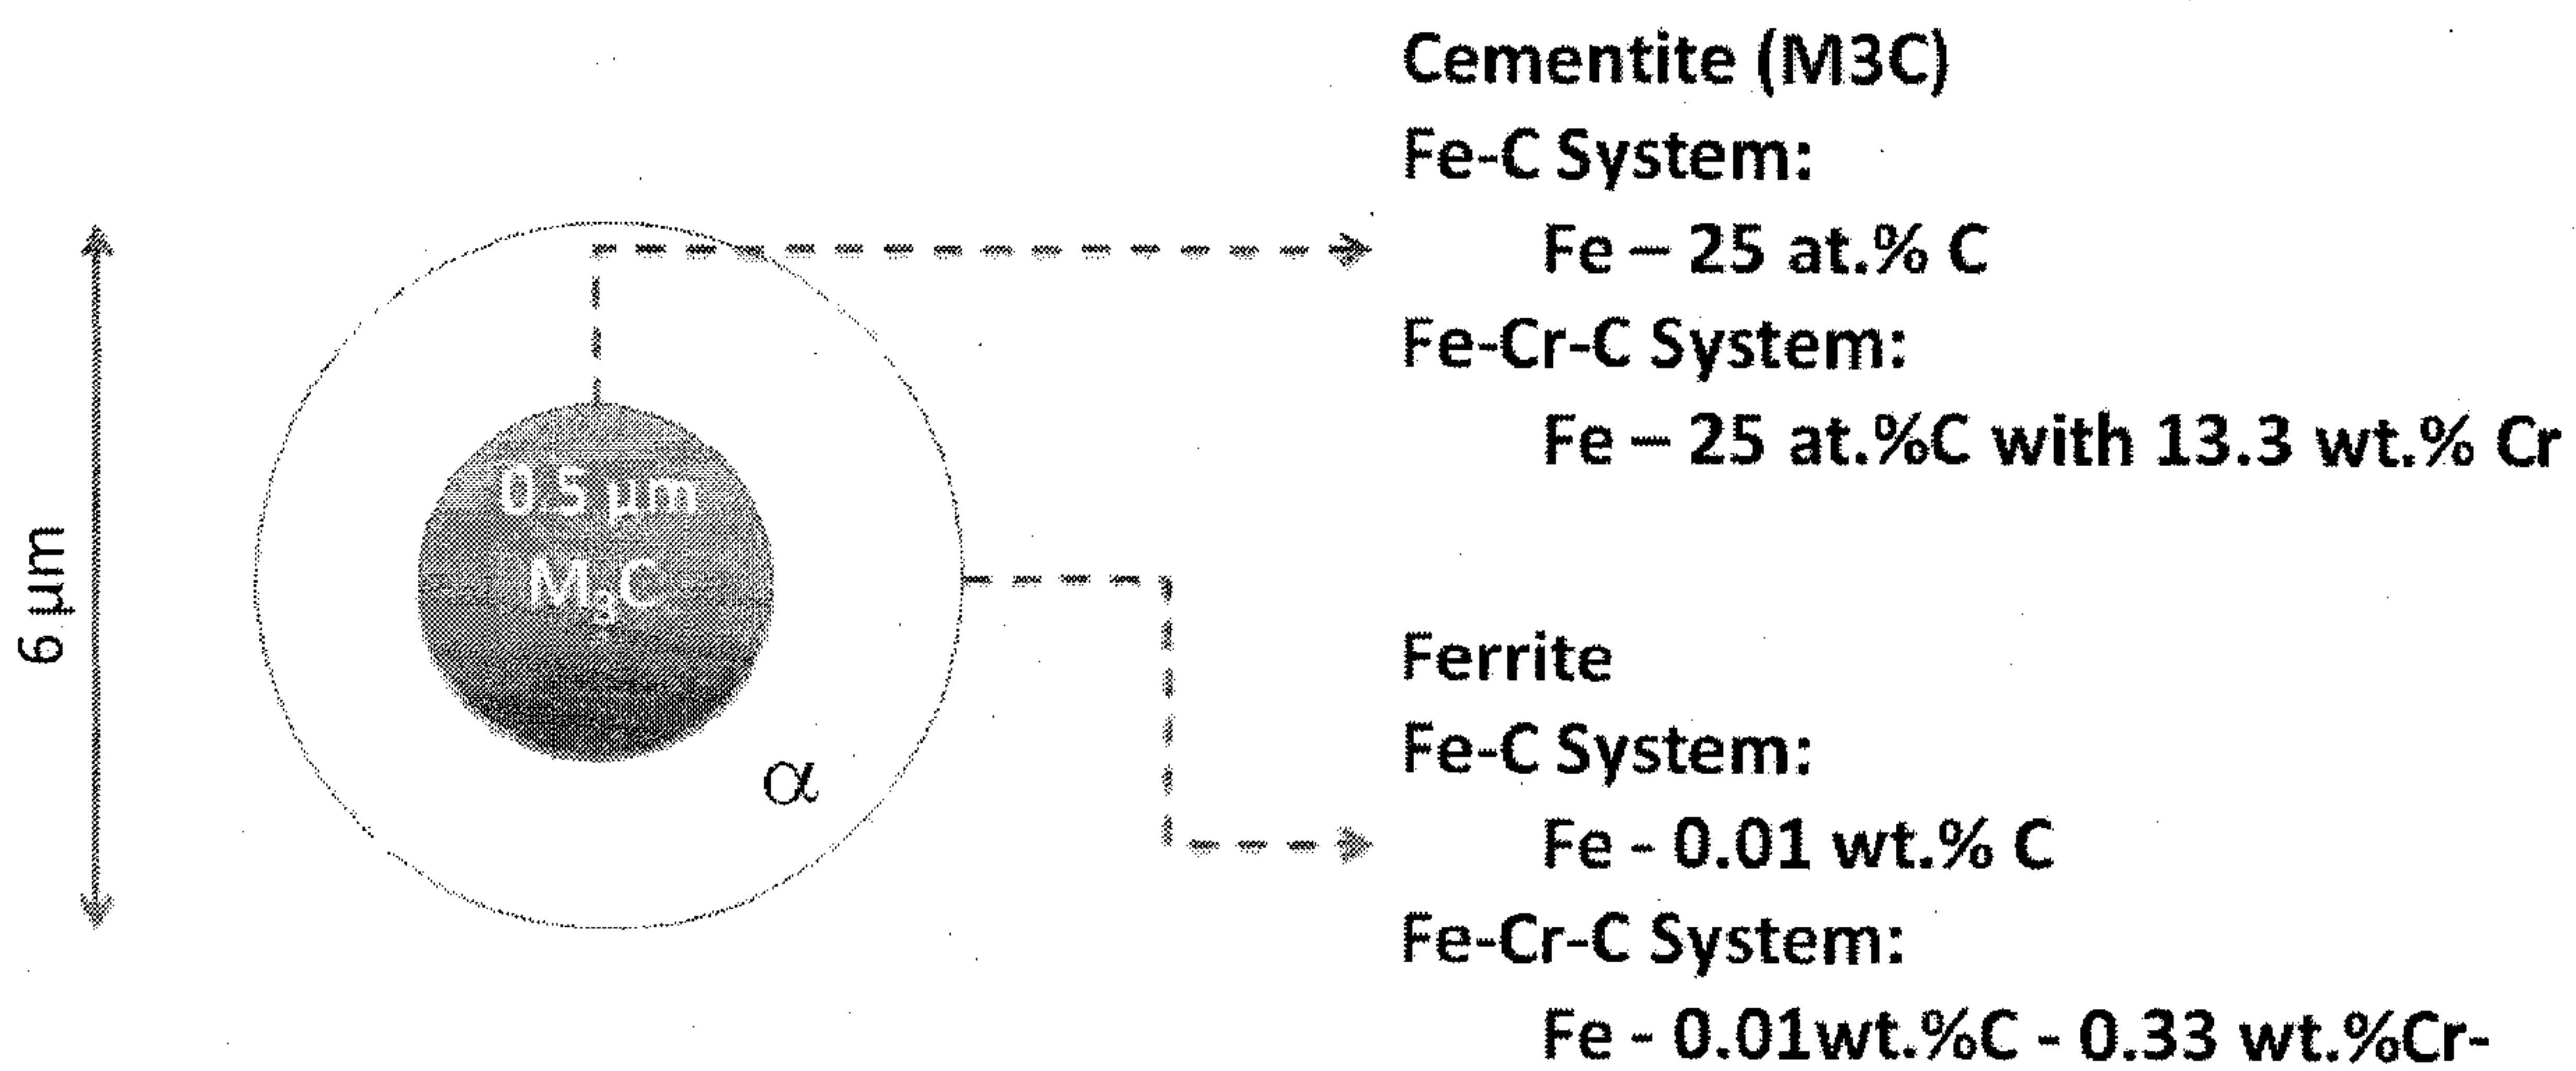 6 µm
0.5 µm
M₃C
α
Cementite (M3C)
Fe-C System:
Fe – 25 at.% C
Fe-Cr-C System:
Fe – 25 at.%C with 13.3 wt.% Cr
Ferrite
Fe-C System:
Fe - 0.01 wt.% C
Fe-Cr-C System:
Fe - 0.01wt.%C - 0.33 wt.%Cr-